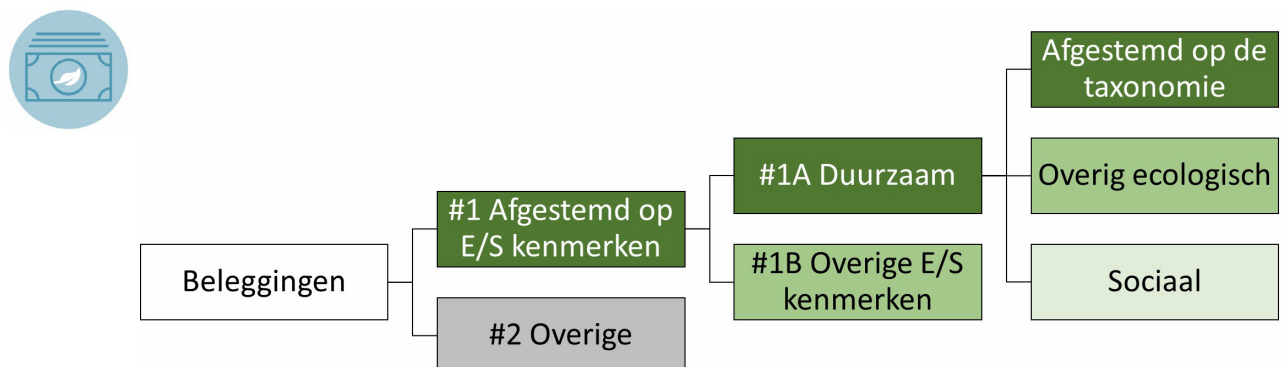 Beleggingen
#1 Afgestemd op
E/S kenmerken
#2 Overige
#1A Duurzaam
#1B Overige E/S
kenmerken
Afgestemd op de
taxonomie
Overig ecologisch
Sociaal